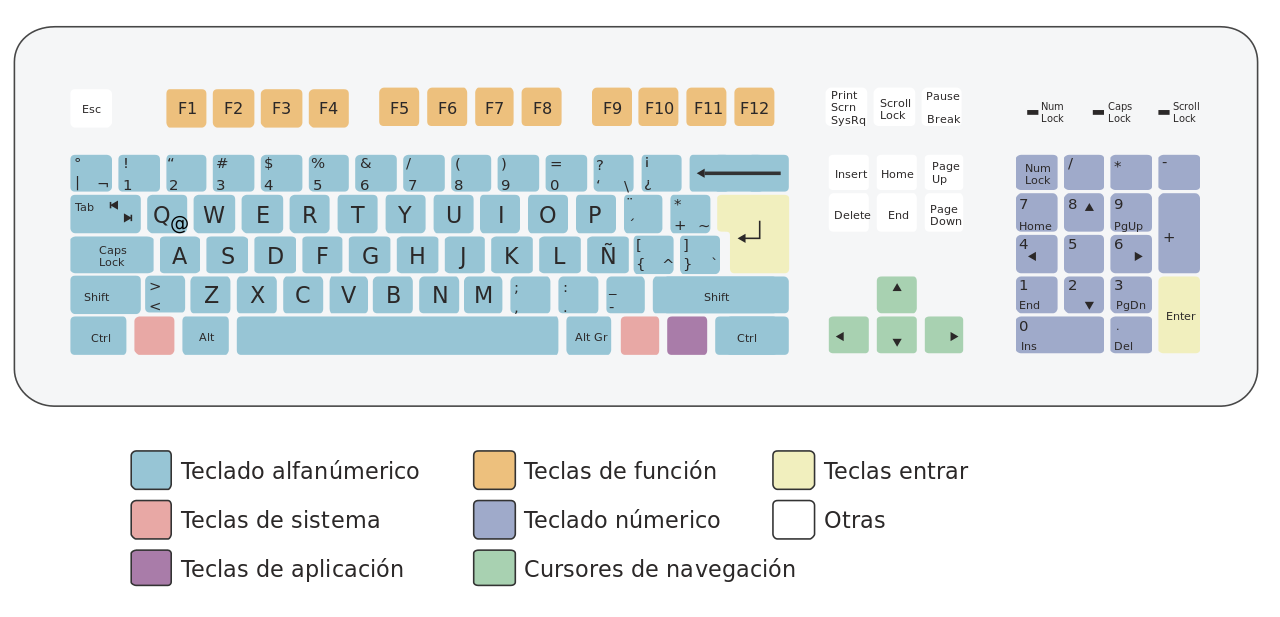 Esc F1 F2 F3 F4 F5 F6 F7 F8 F9 F10 F11 F12
Print
Scrn
SysRq
Scroll
Lock
Pause
Break
Num
Lock
Caps
Lock
Scroll
Lock
° ! “ # $ % & / ( ) = ? ¡
| ¬ 1 2 3 4 5 6 7 8 9 0 ‘ \ ¿
Insert Home Page
Up
Num
Lock
/ * -
Tab Q@ W E R T Y U I O P ¨ ´ * + ~
Delete End Page
Down
7 Home 8 9 PgUp
+
Caps
Lock
A S D F G H J K L Ñ [ { ^ ] } `
4 5 6
Shift > < Z X C V B N M ; , : . _ - Shift
1 End 2 3 PgDn
Enter
Ctrl Alt Alt Gr Ctrl
0 Ins . Del
Teclado alfanúmerico Teclas de función Teclas entrar
Teclas de sistema Teclado númerico Otras
Teclas de aplicación Cursores de navegación